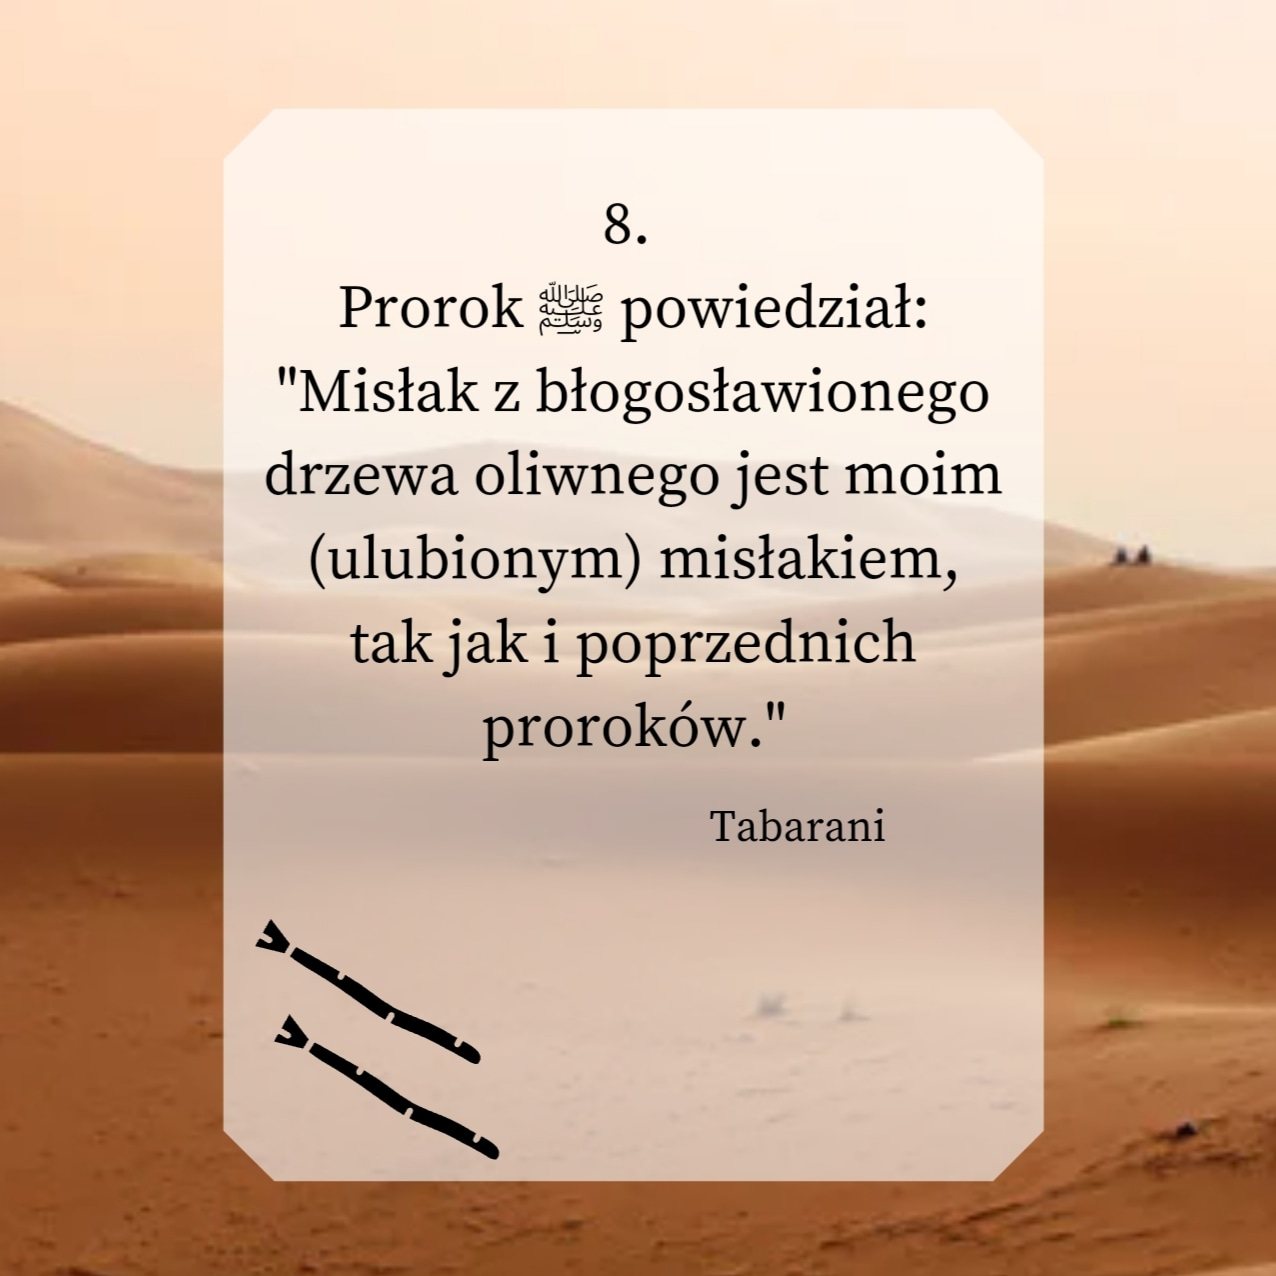 8.
Prorok ﷺ powiedział:
"Misłak z błogosławionego
drzewa oliwnego jest moim
(ulubionym) misłakiem,
tak jak i poprzednich
proroków."
Tabarani